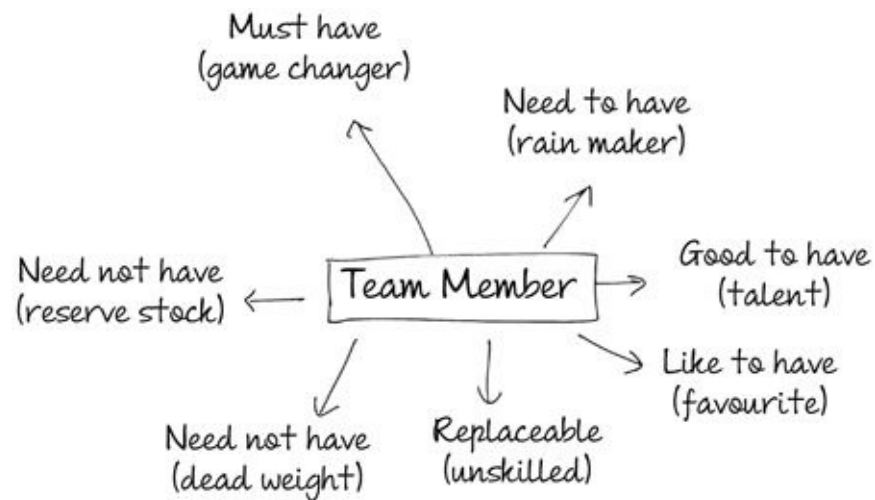 Must have
(game changer)
Need to have
(rain maker)
Good to have
(talent)
Like to have
(favourite)
Replaceable
(unskilled)
Need not have
(dead weight)
Need not have
(reserve stock)
Team Member